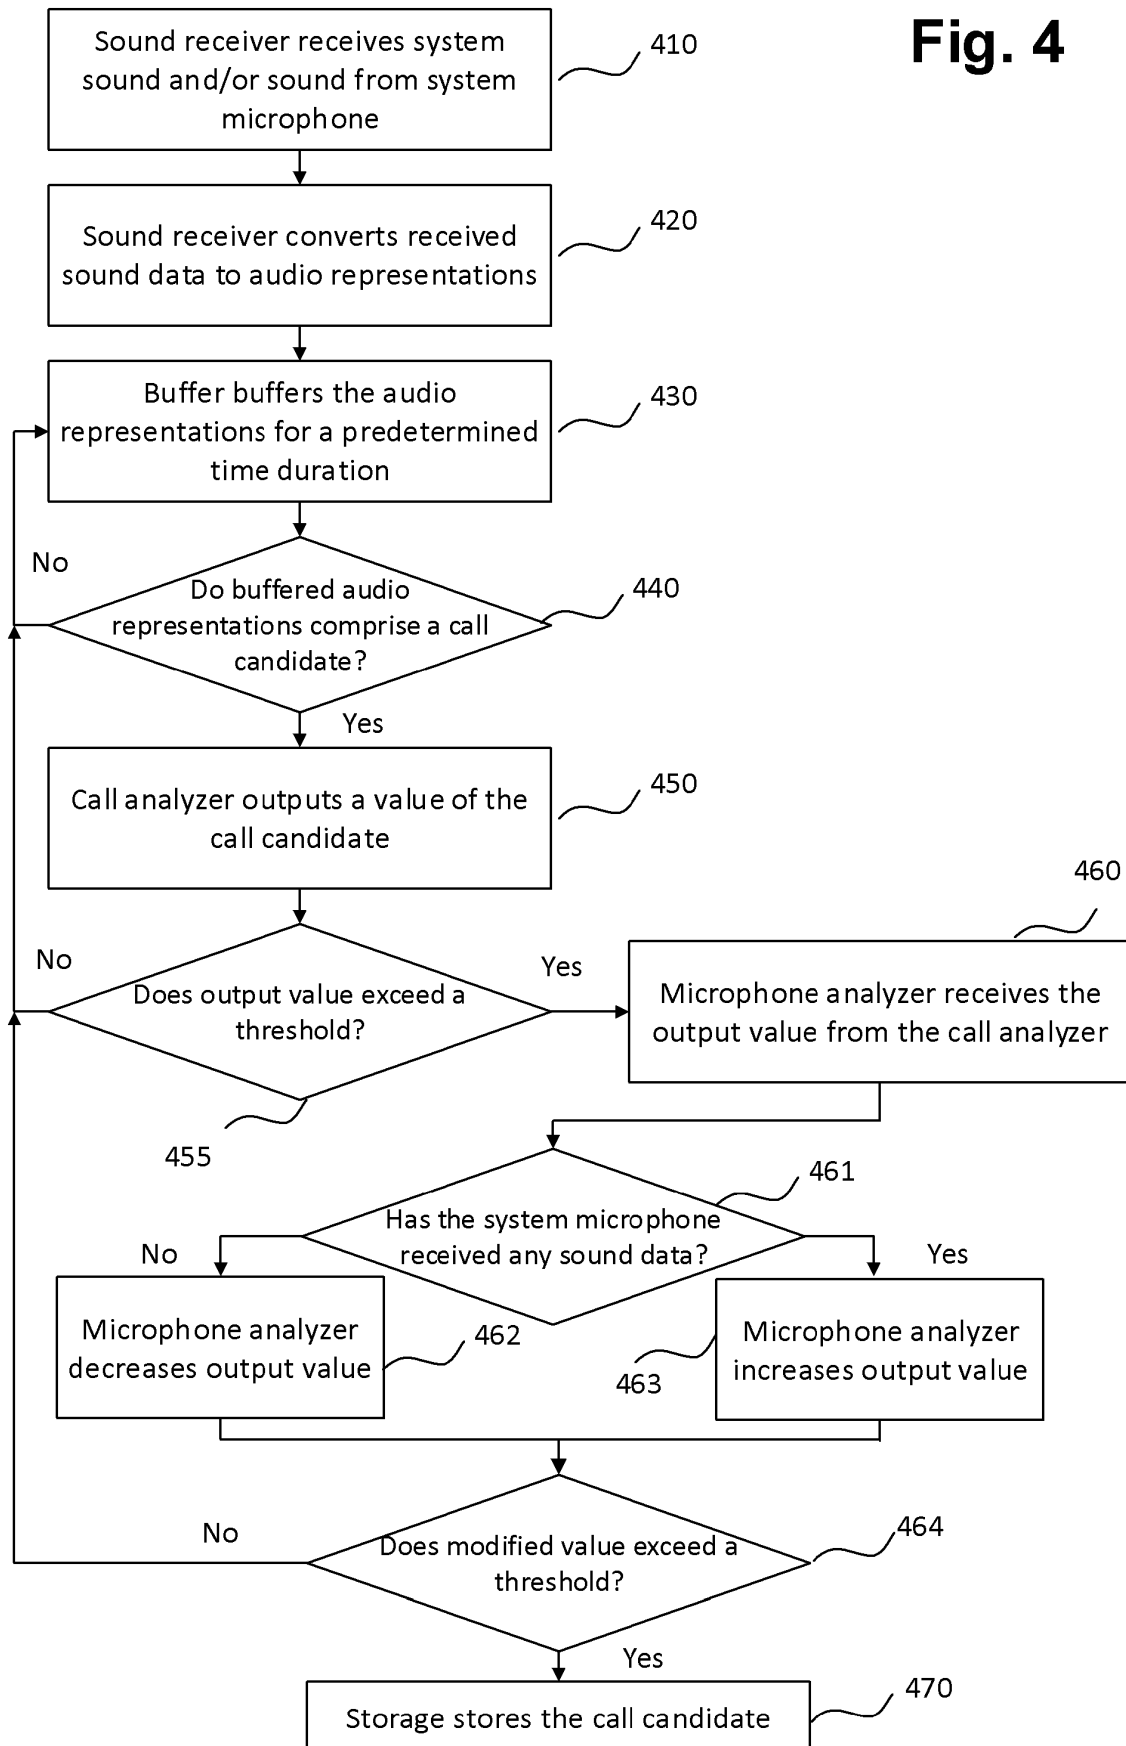 Fig. 4
Sound receiver receives system
sound and/or sound from system
microphone
410
Sound receiver converts received
sound data to audio representations
420
Buffer buffers the audio
representations for a predetermined
time duration
430
No
Do buffered audio
representations comprise a call
candidate?
440
Yes
Call analyzer outputs a value of the
call candidate
450
460
No
Does output value exceed a
threshold?
Yes
455
Microphone analyzer receives the
output value from the call analyzer
461
Has the system microphone
received any sound data?
No
Yes
Microphone analyzer
decreases output value
462
463
Microphone analyzer
increases output value
No
Does modified value exceed a
threshold?
464
Yes
Storage stores the call candidate
470